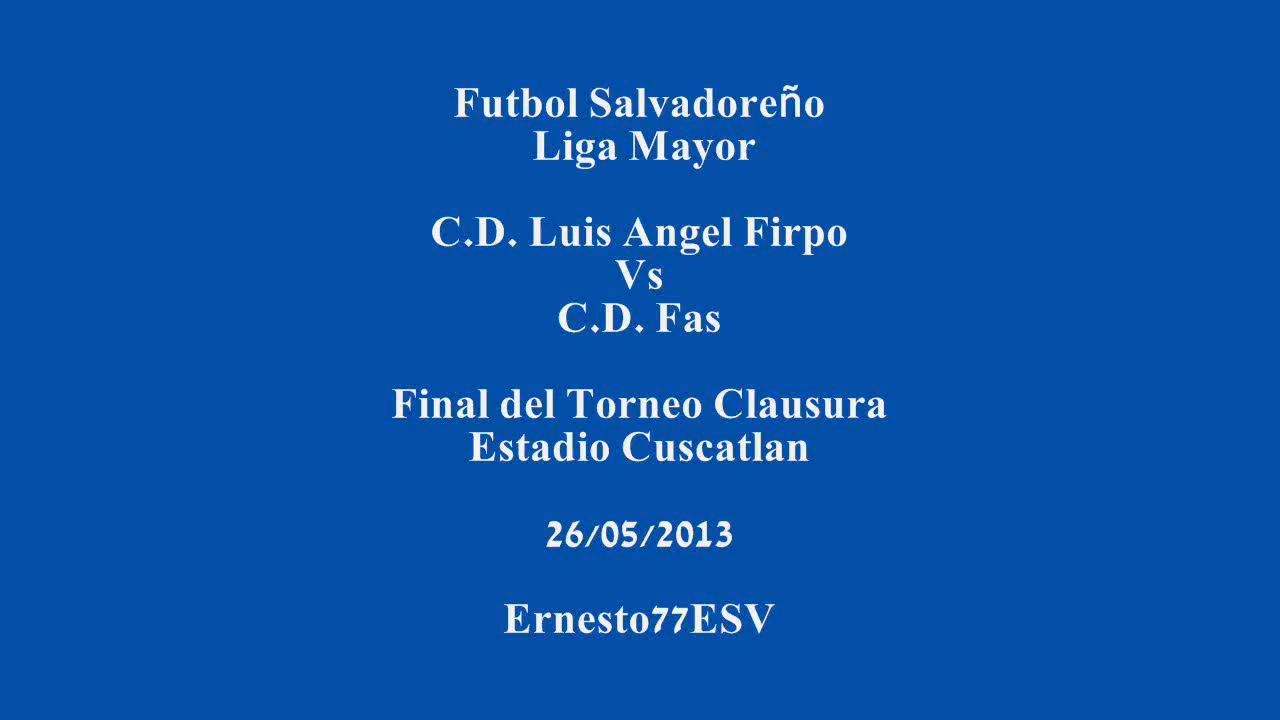 Futbol Salvadoreño
Liga Mayor
C.D. Luis Angel Firpo
Vs
C.D. Fas
Final del Torneo Clausura
Estadio Cuscatlan
26/05/2013
Ernesto77ESV